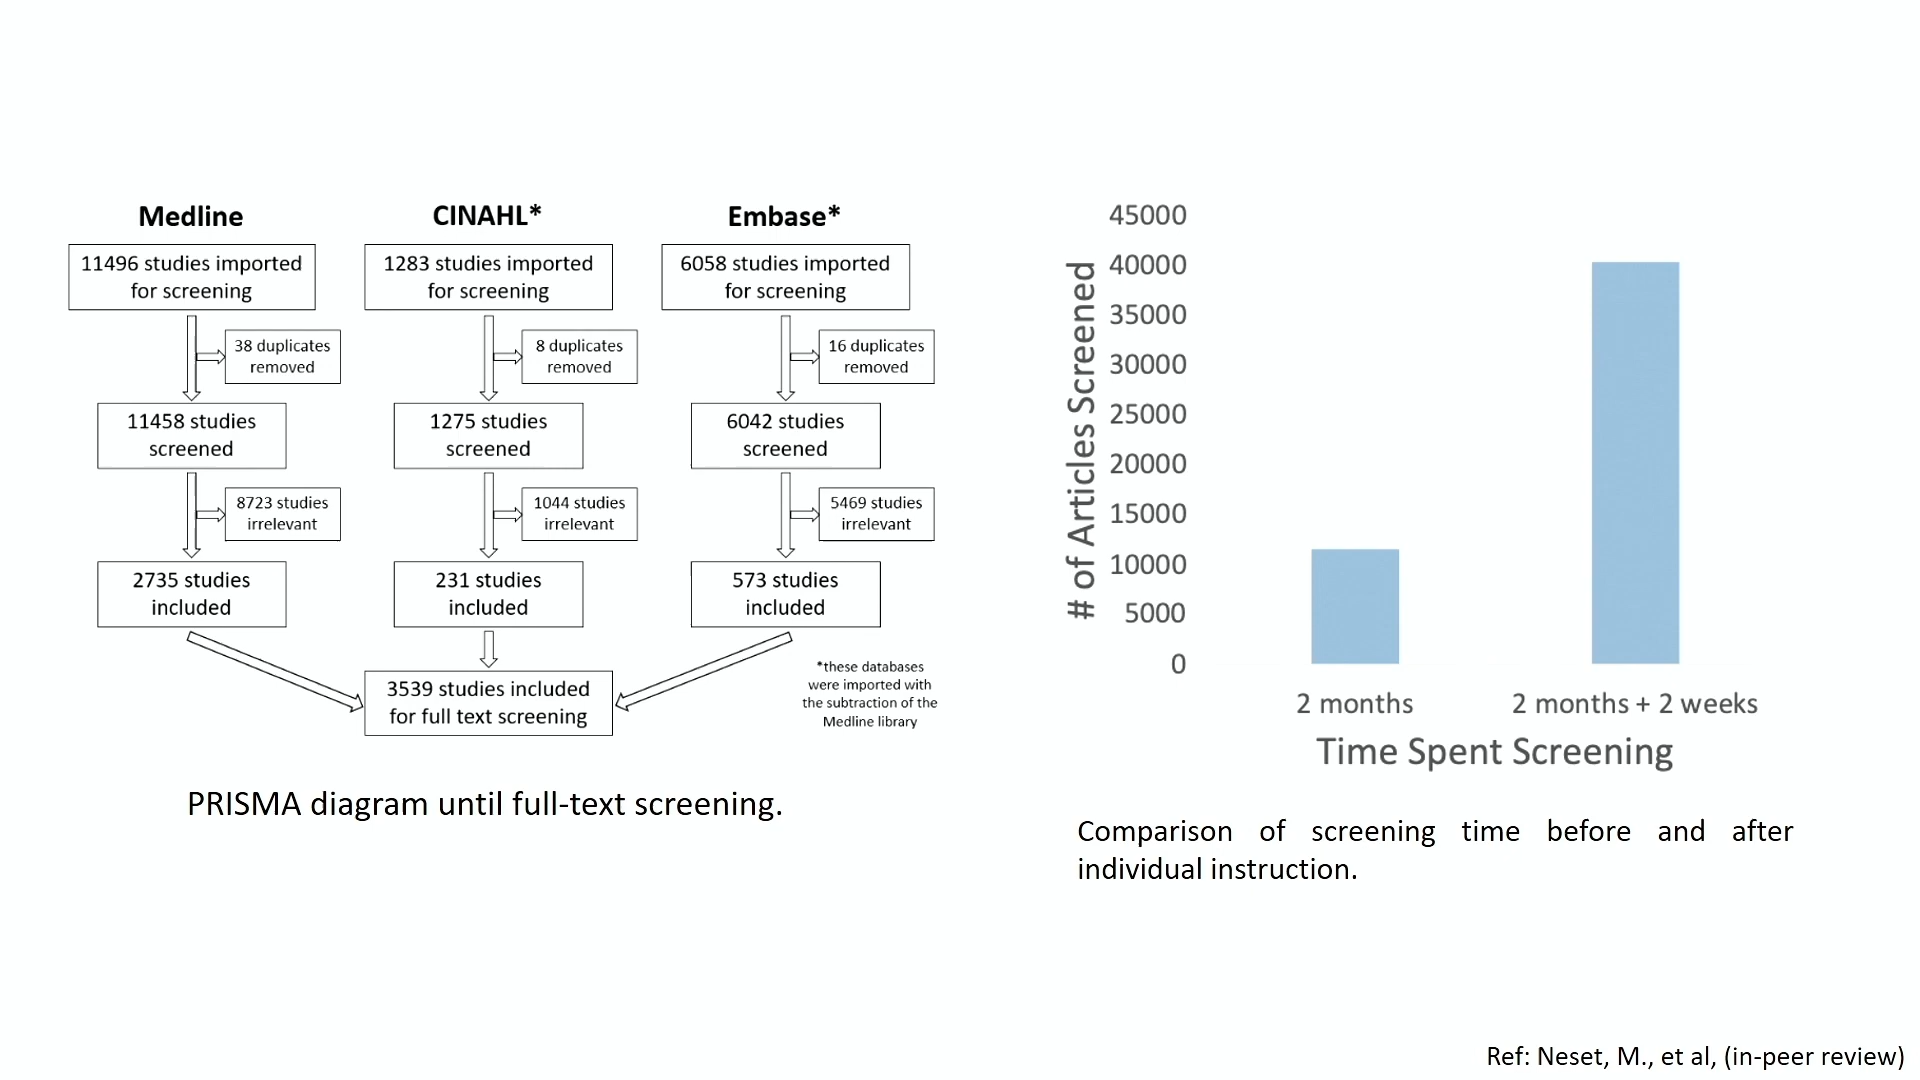 Medline
11496 studies imported
for screening
38 duplicates
removed
11458 studies
screened
8723 studies
irrelevant
2735 studies
included
CINAHL*
1283 studies imported
for screening
8 duplicates
removed
1275 studies
screened
1044 studies
irrelevant
231 studies
included
Embase*
6058 studies imported
for screening
16 duplicates
removed
6042 studies
screened
5469 studies
irrelevant
573 studies
included
3539 studies included
for full text screening
*these databases
were imported with
the subtraction of the
Medline library
PRISMA diagram until full-text screening.
# of Articles Screened
45000
40000
35000
30000
25000
20000
15000
10000
5000
0
2 months
2 months + 2 weeks
Time Spent Screening
Comparison of screening time before and after
individual instruction.
Ref: Neset, M., et al, (in-peer review)